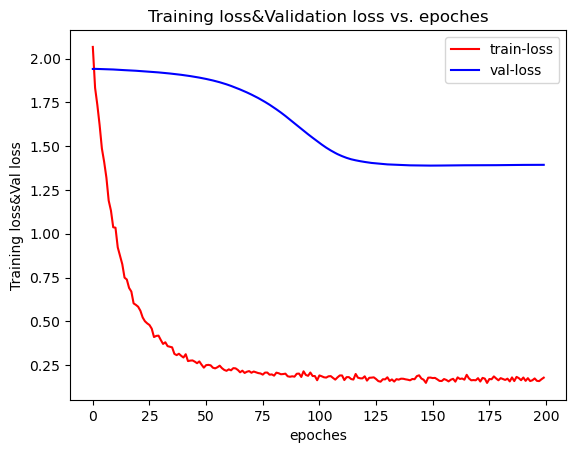 Training loss&Validation loss vs. epoches
train-loss
val-loss
Training loss&Val loss
2.00
1.75
1.50
1.25
1.00
0.75
0.50
0.25
0 25 50 75 100 125 150 175 200
epoches